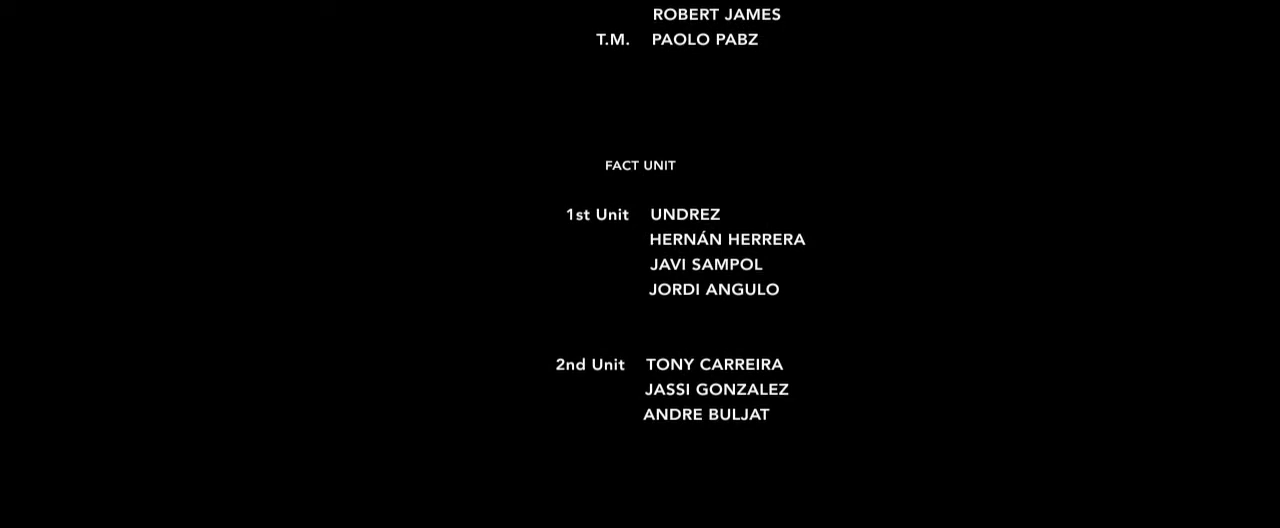 ROBERT JAMES
T.M. PAOLO PABZ
FACT UNIT
1st Unit UNDREZ
HERNÁN HERRERA
JAVI SAMPOL
JORDI ANGULO
2nd Unit TONY CARREIRA
JASSI GONZALEZ
ANDRE BULJAT